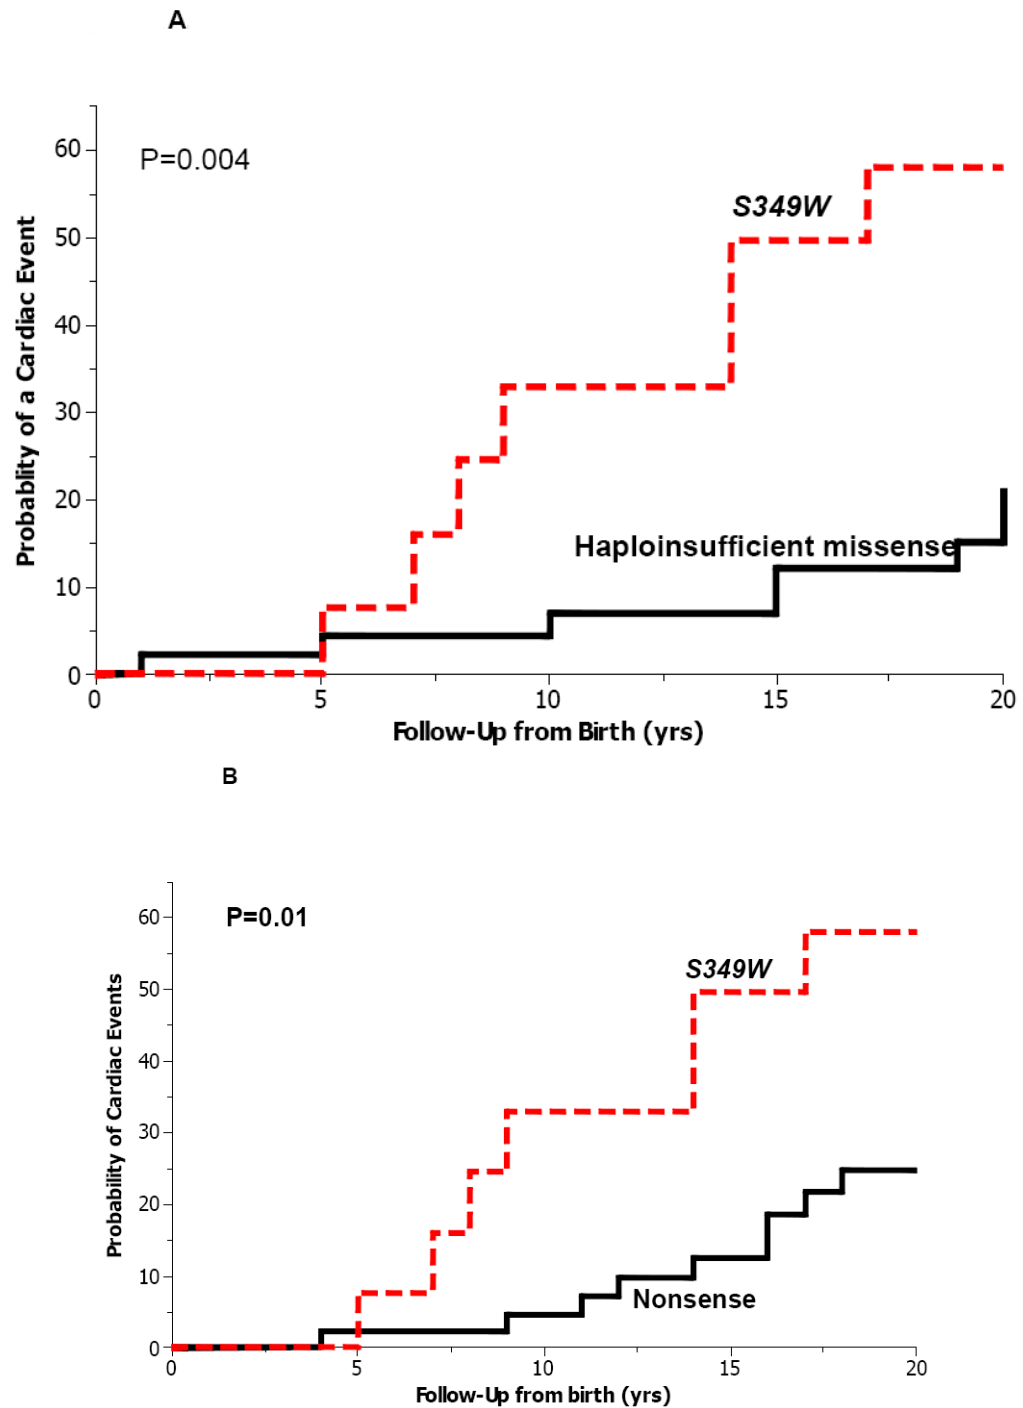 A
P=0.004
60
50
40
30
20
10
0
Probablity of a Cardiac Event
S349W
Haploinsufficient missense
0 5 10 15 20
Follow-Up from Birth (yrs)
B
P=0.01
60
50
40
30
20
10
0
Probability of Cardiac Events
S349W
Nonsense
0 5 10 15 20
Follow-Up from birth (yrs)